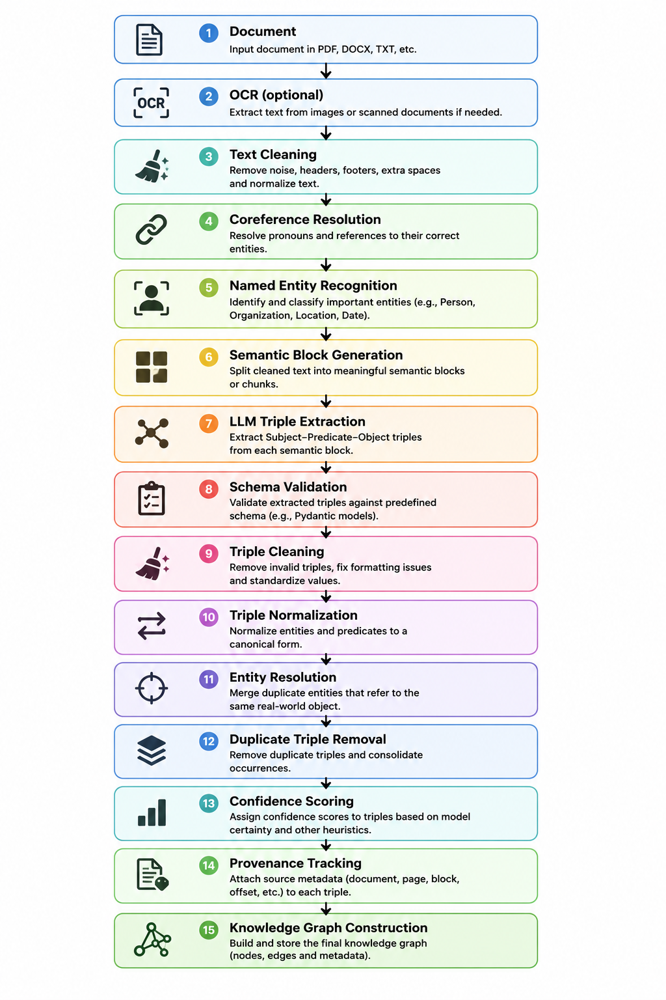 1 Document
Input document in PDF, DOCX, TXT, etc.
OCR
2 OCR (optional)
Extract text from images or scanned documents if needed.
3 Text Cleaning
Remove noise, headers, footers, extra spaces
and normalize text.
4 Coreference Resolution
Resolve pronouns and references to their correct
entities.
5 Named Entity Recognition
Identify and classify important entities (e.g., Person,
Organization, Location, Date).
6 Semantic Block Generation
Split cleaned text into meaningful semantic blocks
or chunks.
7 LLM Triple Extraction
Extract Subject–Predicate–Object triples
from each semantic block.
8 Schema Validation
Validate extracted triples against predefined
schema (e.g., Pydantic models).
9 Triple Cleaning
Remove invalid triples, fix formatting issues
and standardize values.
10 Triple Normalization
Normalize entities and predicates to a
canonical form.
11 Entity Resolution
Merge duplicate entities that refer to the
same real-world object.
12 Duplicate Triple Removal
Remove duplicate triples and consolidate
occurrences.
13 Confidence Scoring
Assign confidence scores to triples based on model
certainty and other heuristics.
14 Provenance Tracking
Attach source metadata (document, page, block,
offset, etc.) to each triple.
15 Knowledge Graph Construction
Build and store the final knowledge graph
(nodes, edges and metadata).